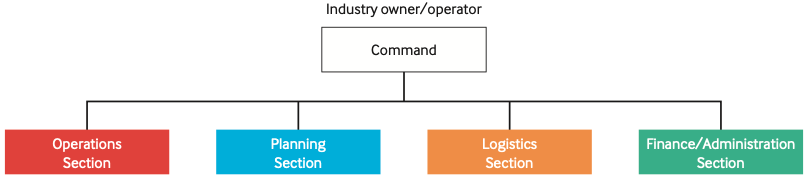 Industry owner/operator
Command
Operations
Section
Planning
Section
Logistics
Section
Finance/Administration
Section